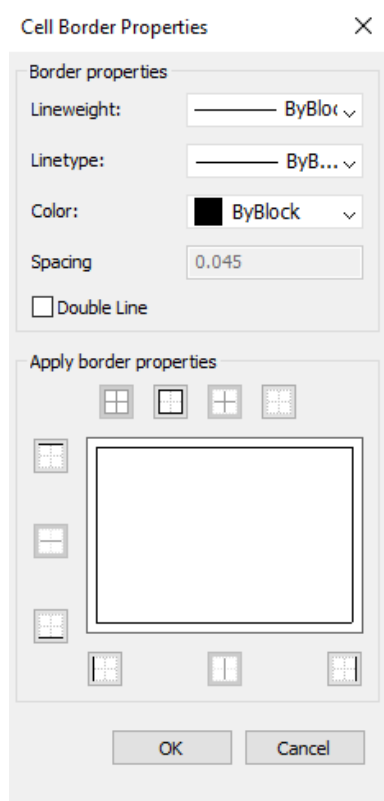 Cell Border Properties
Border properties
Lineweight: ByBloc
Linetype: ByB...
Color: ByBlock
Spacing 0.045
Double Line
Apply border properties
OK Cancel